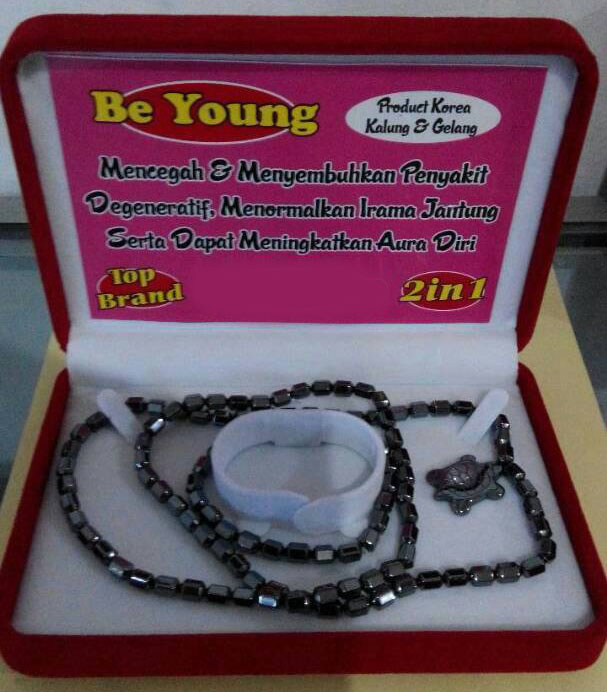 Be Young
Product Korea
Kalung & Gelang
Mencegah & Menyembuhkan Penyakit
Degeneratif, Menormalkan Irama Jantung
Serta Dapat Meningkatkan Aura Diri
Top
Brand
2in1